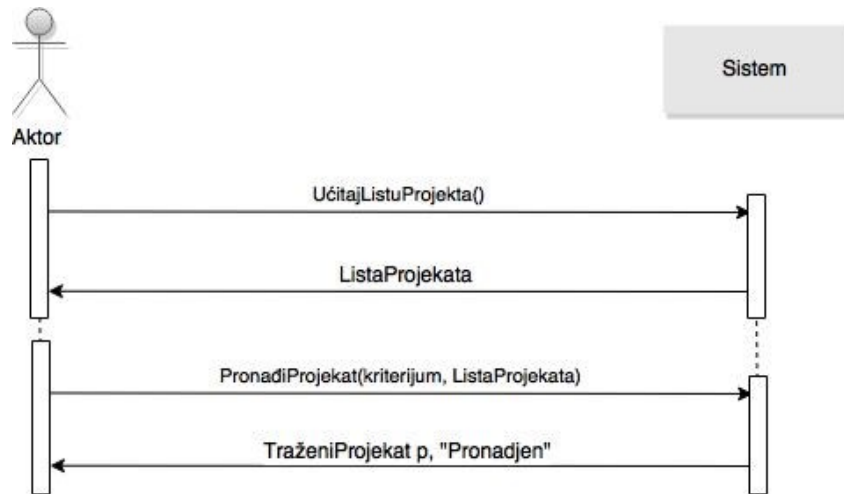 Sistem
Aktor
UćitajListuProjekta()
ListaProjekata
PronađiProjekat(kriterijum, ListaProjekata)
TraženiProjekat p, "Pronadjen"